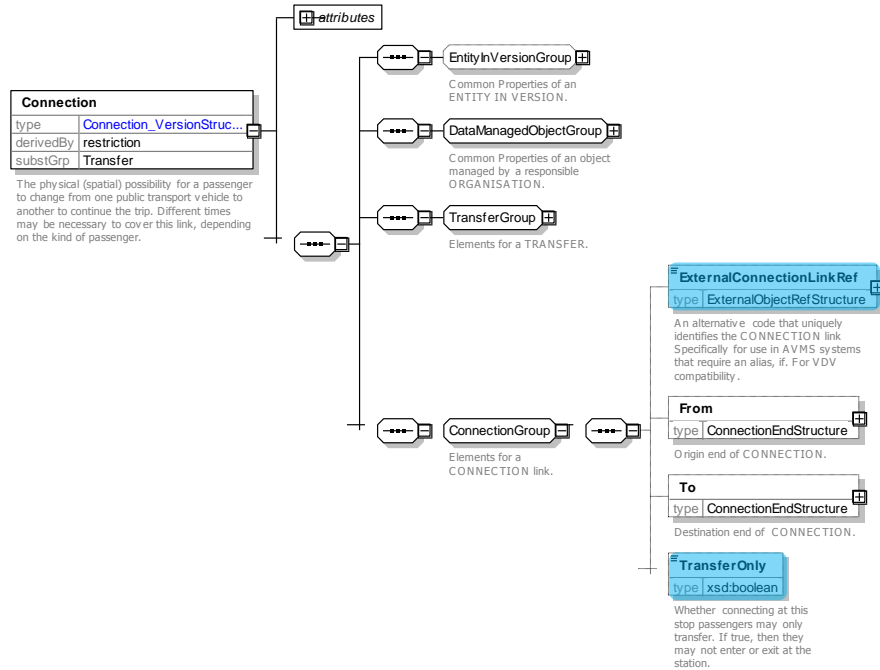 attributes
EntityInVersionGroup
Common Properties of an
ENTITY IN VERSION.
Connection
type Connection_VersionStruc...
derivedBy restriction
substGrp Transfer
The physical (spatial) possibility for a passenger
to change from one public transport vehicle to
another to continue the trip. Different times
may be necessary to cover this link, depending
on the kind of passenger.
DataManagedObjectGroup
Common Properties of an object
managed by a responsible
ORGANISATION.
TransferGroup
Elements for a TRANSFER.
ConnectionGroup
Elements for a
CONNECTION link.
ExternalConnectionLinkRef
type ExternalObjectRefStructure
An alternative code that uniquely
identifies the CONNECTION link
Specifically for use in AVMS systems
that require an alias, if. For VDV
compatibility.
From
type ConnectionEndStructure
Origin end of CONNECTION.
To
type ConnectionEndStructure
Destination end of CONNECTION.
TransferOnly
type xsd:boolean
Whether connecting at this
stop passengers may only
transfer. If true, then they
may not enter or exit at the
station.